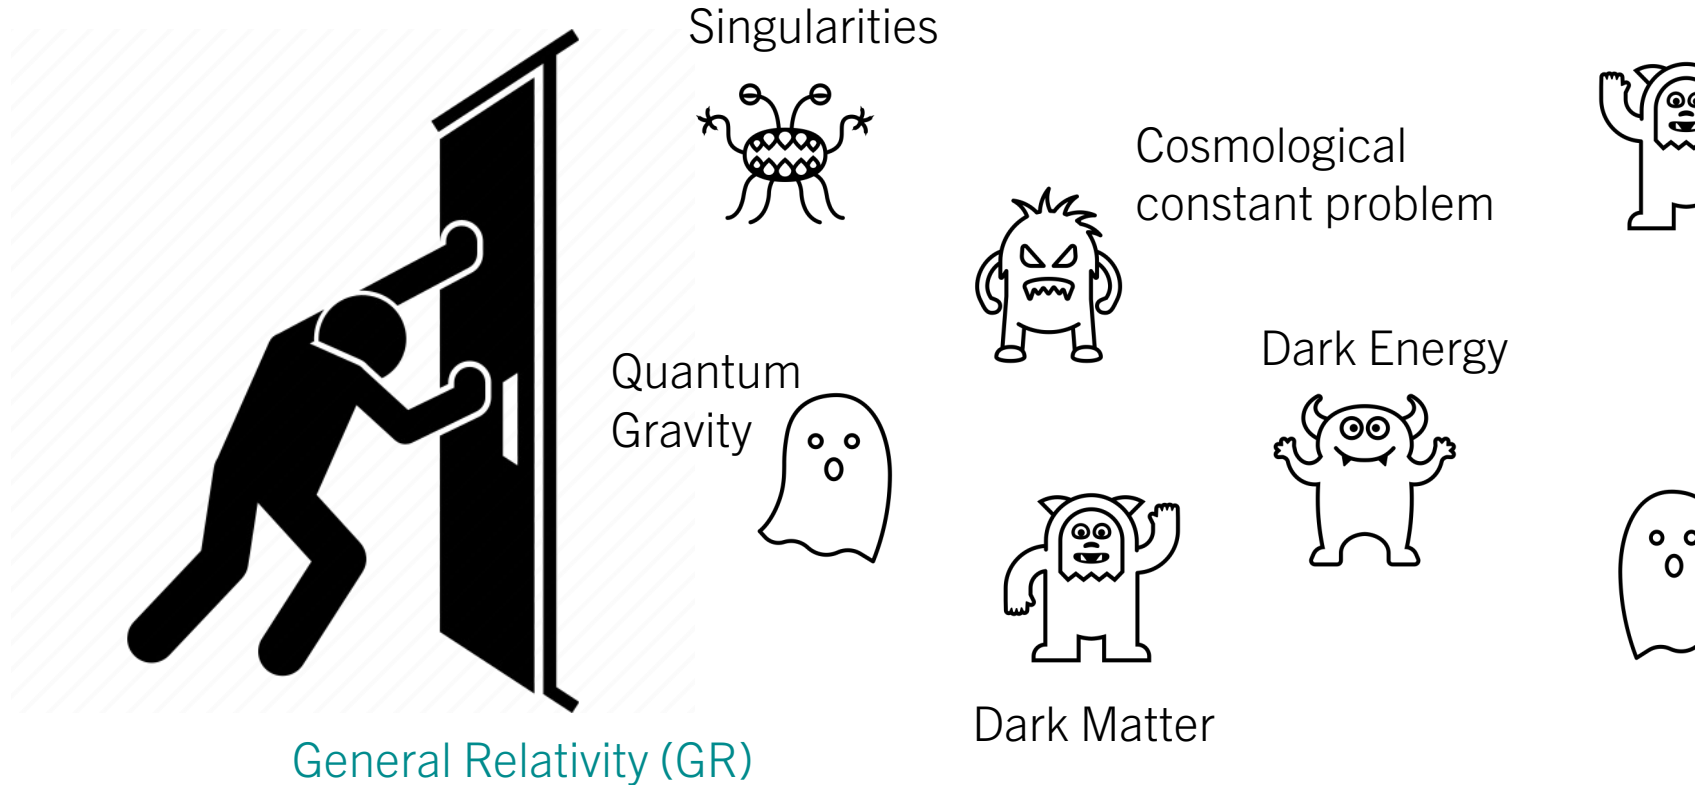 Singularities
Cosmological
constant problem
Dark Energy
Quantum
Gravity
Dark Matter
General Relativity (GR)